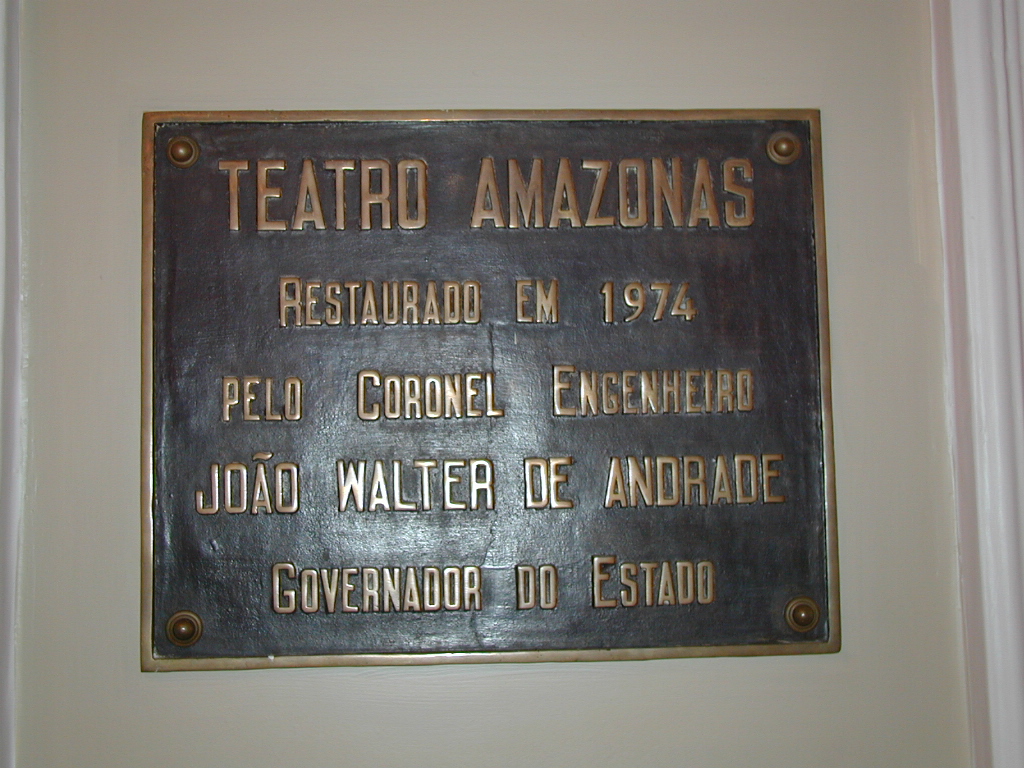 TEATRO AMAZONAS
RESTAURADO EM 1974
PELO CORONEL ENGENHEIRO
JOÃO WALTER DE ANDRADE
GOVERNADOR DO ESTADO